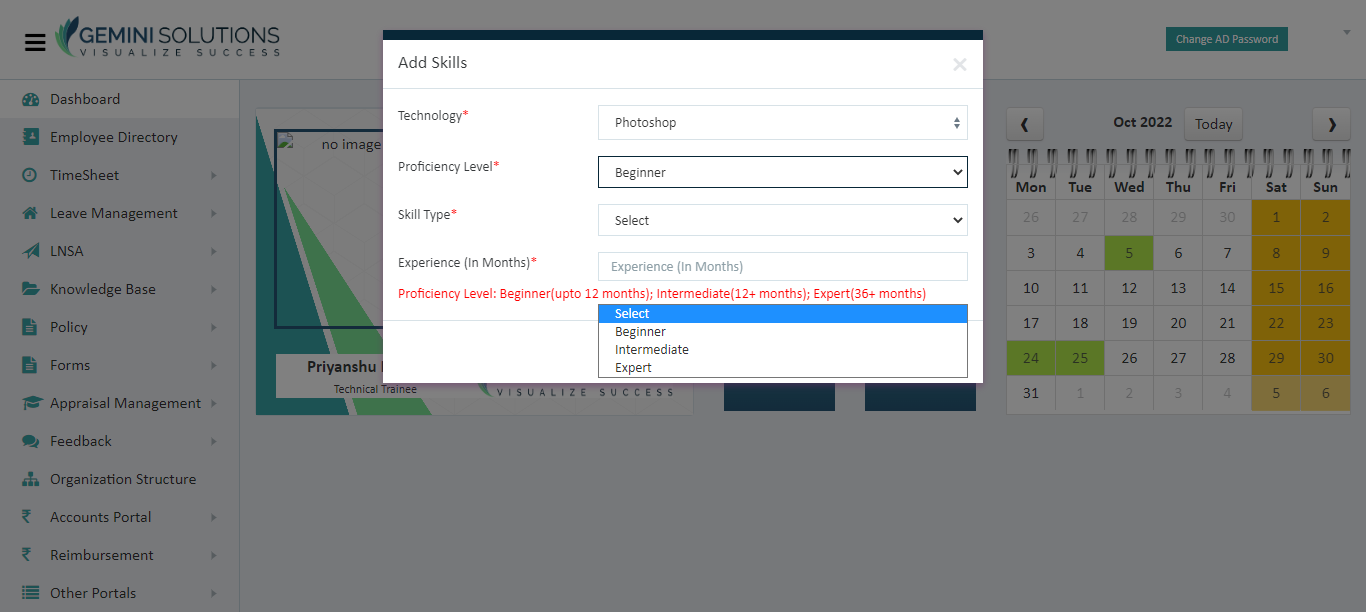 GEMINI SOLUTIONS
VISUALIZE SUCCESS
Change AD Password
Dashboard
Employee Directory
TimeSheet
Leave Management
LNSA
Knowledge Base
Policy
Forms
Appraisal Management
Feedback
Organization Structure
Accounts Portal
Reimbursement
Other Portals
no image
Priyanshu
Technical Trainee
VISUALIZE SUCCESS
Add Skills
×
Technology*
Photoshop
Proficiency Level*
Beginner
Skill Type*
Select
Experience (In Months)*
Experience (In Months)
Proficiency Level: Beginner(upto 12 months); Intermediate(12+ months); Expert(36+ months)
Select
Beginner
Intermediate
Expert
❮ Oct 2022 Today ❯
Mon Tue Wed Thu Fri Sat Sun
26 27 28 29 30 1 2
3 4 5 6 7 8 9
10 11 12 13 14 15 16
17 18 19 20 21 22 23
24 25 26 27 28 29 30
31 1 2 3 4 5 6